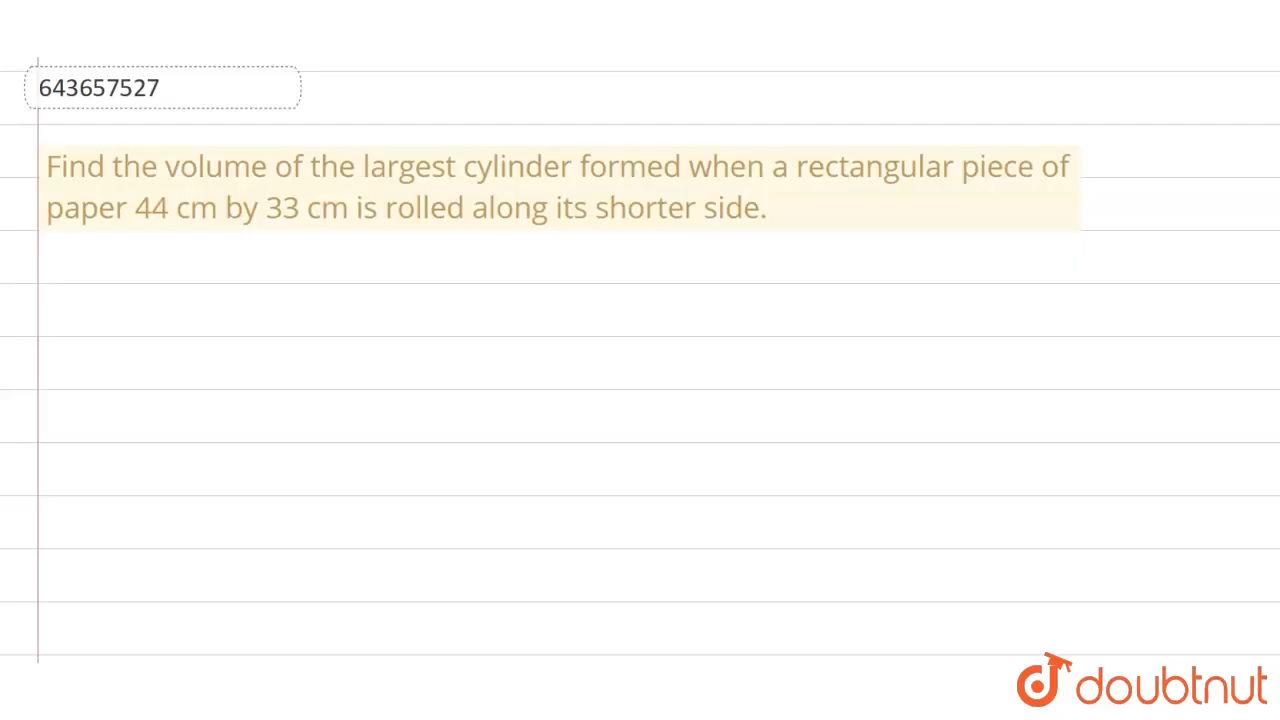 643657527
Find the volume of the largest cylinder formed when a rectangular piece of
paper 44 cm by 33 cm is rolled along its shorter side.
doubtnut